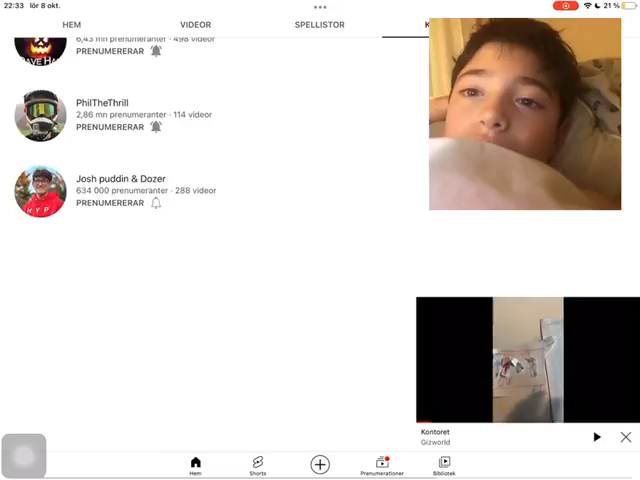 22:33 lör 8 okt.
21 %
HEM VIDEOR SPELLISTOR K
6,43 mn prenumeranter · 498 videor
PRENUMERERAR
PhilTheThrill
2,86 mn prenumeranter · 114 videor
PRENUMERERAR
Josh puddin & Dozer
634 000 prenumeranter · 288 videor
PRENUMERERAR
HYP
Kontoret
Gizworld
Hem Shorts Prenumerationer Bibliotek